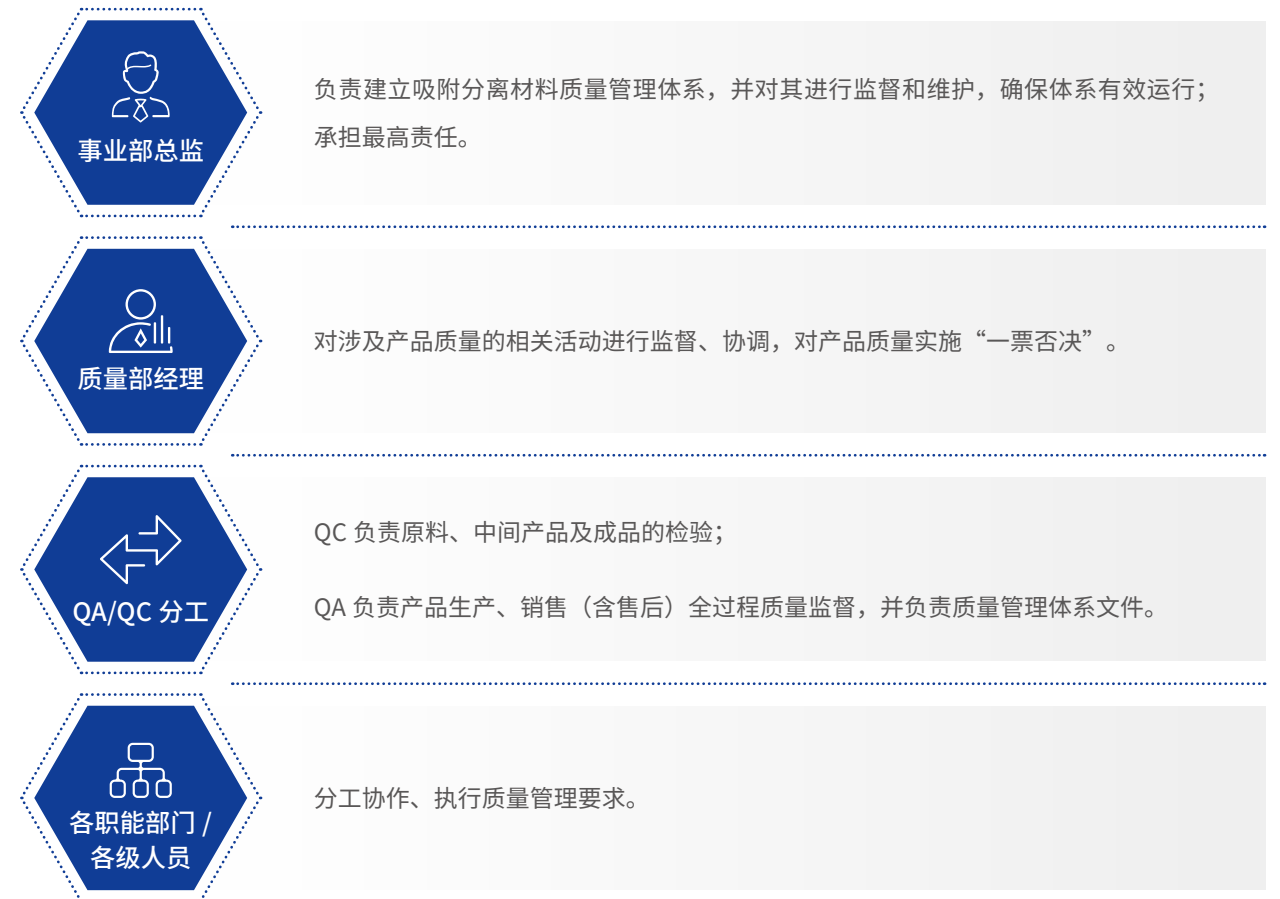 事业部总监
负责建立吸附分离材料质量管理体系，并对其进行监督和维护，确保体系有效运行；
承担最高责任。
质量部经理
对涉及产品质量的相关活动进行监督、协调，对产品质量实施“一票否决”。
QA/QC 分工
QC 负责原料、中间产品及成品的检验；
QA 负责产品生产、销售（含售后）全过程质量监督，并负责质量管理体系文件。
各职能部门 /
各级人员
分工协作、执行质量管理要求。